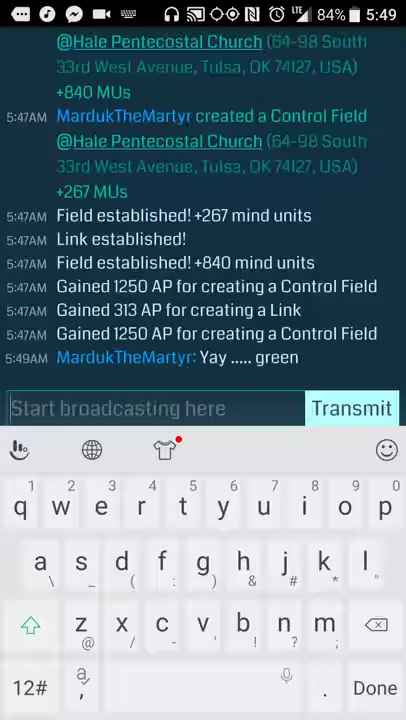 LTE 84% 5:49
@Hale Pentecostal Church (64-98 South
33rd West Avenue, Tulsa, OK 74127, USA)
+840 MUs
5:47AM MardukTheMartyr created a Control Field
@Hale Pentecostal Church (64-98 South
33rd West Avenue, Tulsa, OK 74127, USA)
+267 MUs
5:47AM Field established! +267 mind units
5:47AM Link established!
5:47AM Field established! +840 mind units
5:47AM Gained 1250 AP for creating a Control Field
5:47AM Gained 313 AP for creating a Link
5:47AM Gained 1250 AP for creating a Control Field
5:49AM MardukTheMartyr: Yay ..... green
Start broadcasting here Transmit
1 2 3 4 5 6 7 8 9 0
q w e r t y u i o p
a s d f g h j k l
\ _ ( : ) & # * "
z x c v b n m
@ / - ' ! ? ;
12# a , . Done